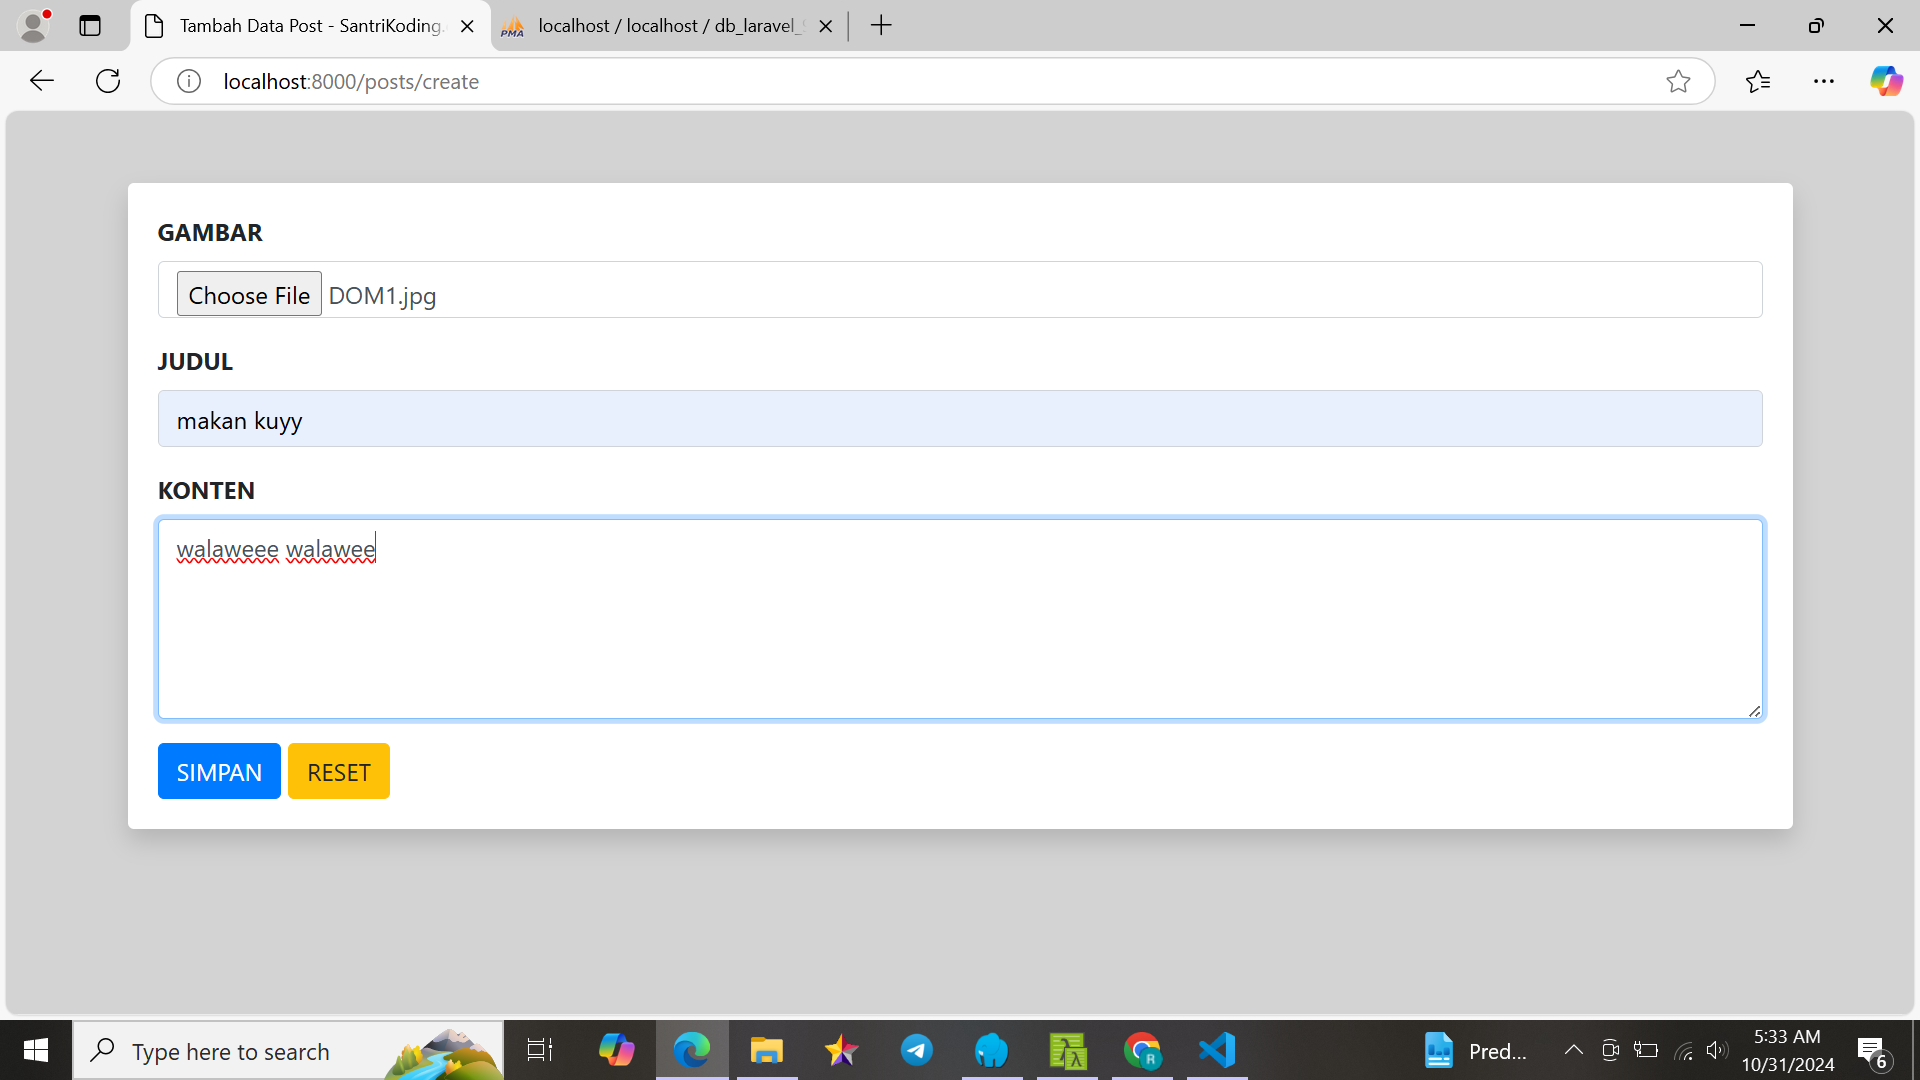 Tambah Data Post - SantriKoding.
PMA
localhost / localhost / db_laravel_
localhost:8000/posts/create
GAMBAR
Choose File DOM1.jpg
JUDUL
makan kuyy
KONTEN
walaweee walawee
SIMPAN RESET
Type here to search
R
Pred...
5:33 AM
10/31/2024
6